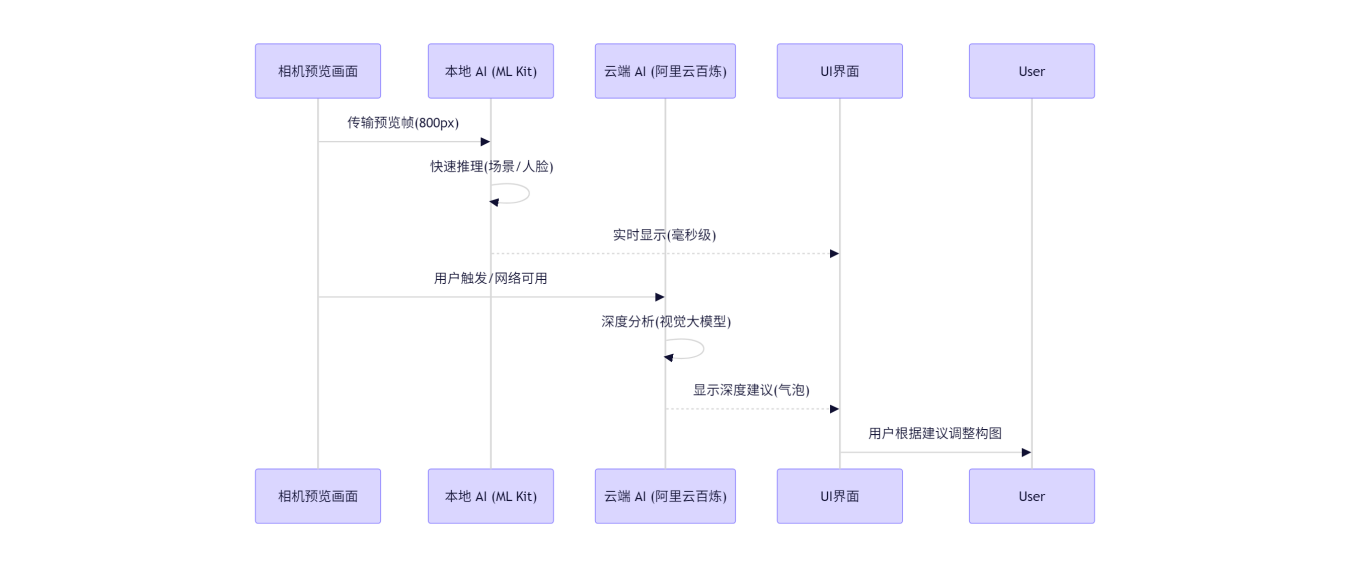 相机预览画面
本地 AI (ML Kit)
云端 AI (阿里云百炼)
UI界面
User
传输预览帧(800px)
快速推理(场景/人脸)
实时显示(毫秒级)
用户触发/网络可用
深度分析(视觉大模型)
显示深度建议(气泡)
用户根据建议调整构图
相机预览画面
本地 AI (ML Kit)
云端 AI (阿里云百炼)
UI界面
User